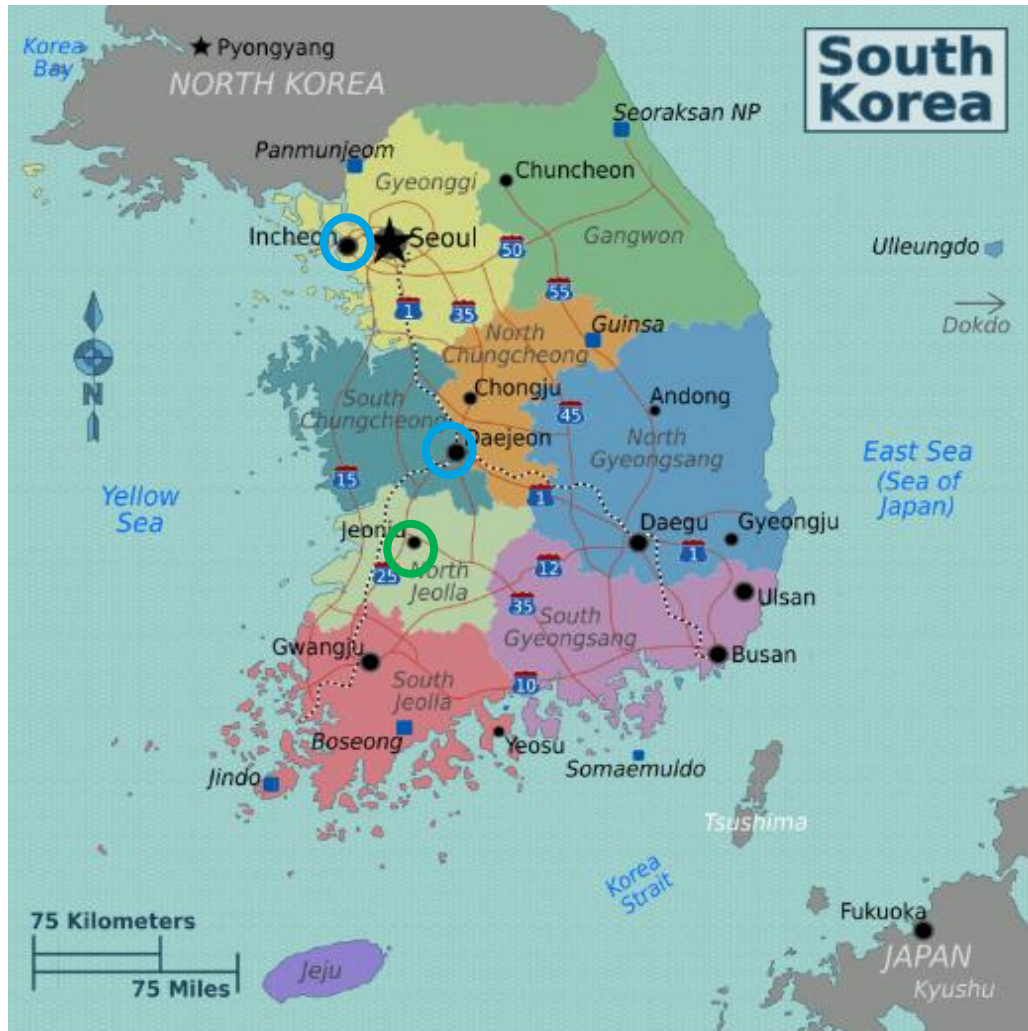 Korea
Bay
Pyongyang
NORTH KOREA
South
Korea
Seoraksan NP
Panmunjeom
Gyeonggi
Chuncheon
Gangwon
Incheon
Seoul
Ulleungdo
50
55
Dokdo
1
35
North
Chungcheong
Guinsa
N
South
Chungcheong
Chongju
45
Andong
Daejeon
North
Gyeongsang
East Sea
(Sea of
Japan)
15
Yellow
Sea
1
Jeonju
Daegu
Gyeongju
1
25
North
Jeolla
12
35
South
Gyeongsang
Ulsan
Gwangju
Busan
South
Jeolla
10
Boseong
Yeosu
Somaemuldo
Jindo
Tsushima
Korea
Strait
75 Kilometers
75 Miles
Jeju
Fukuoka
JAPAN
Kyushu